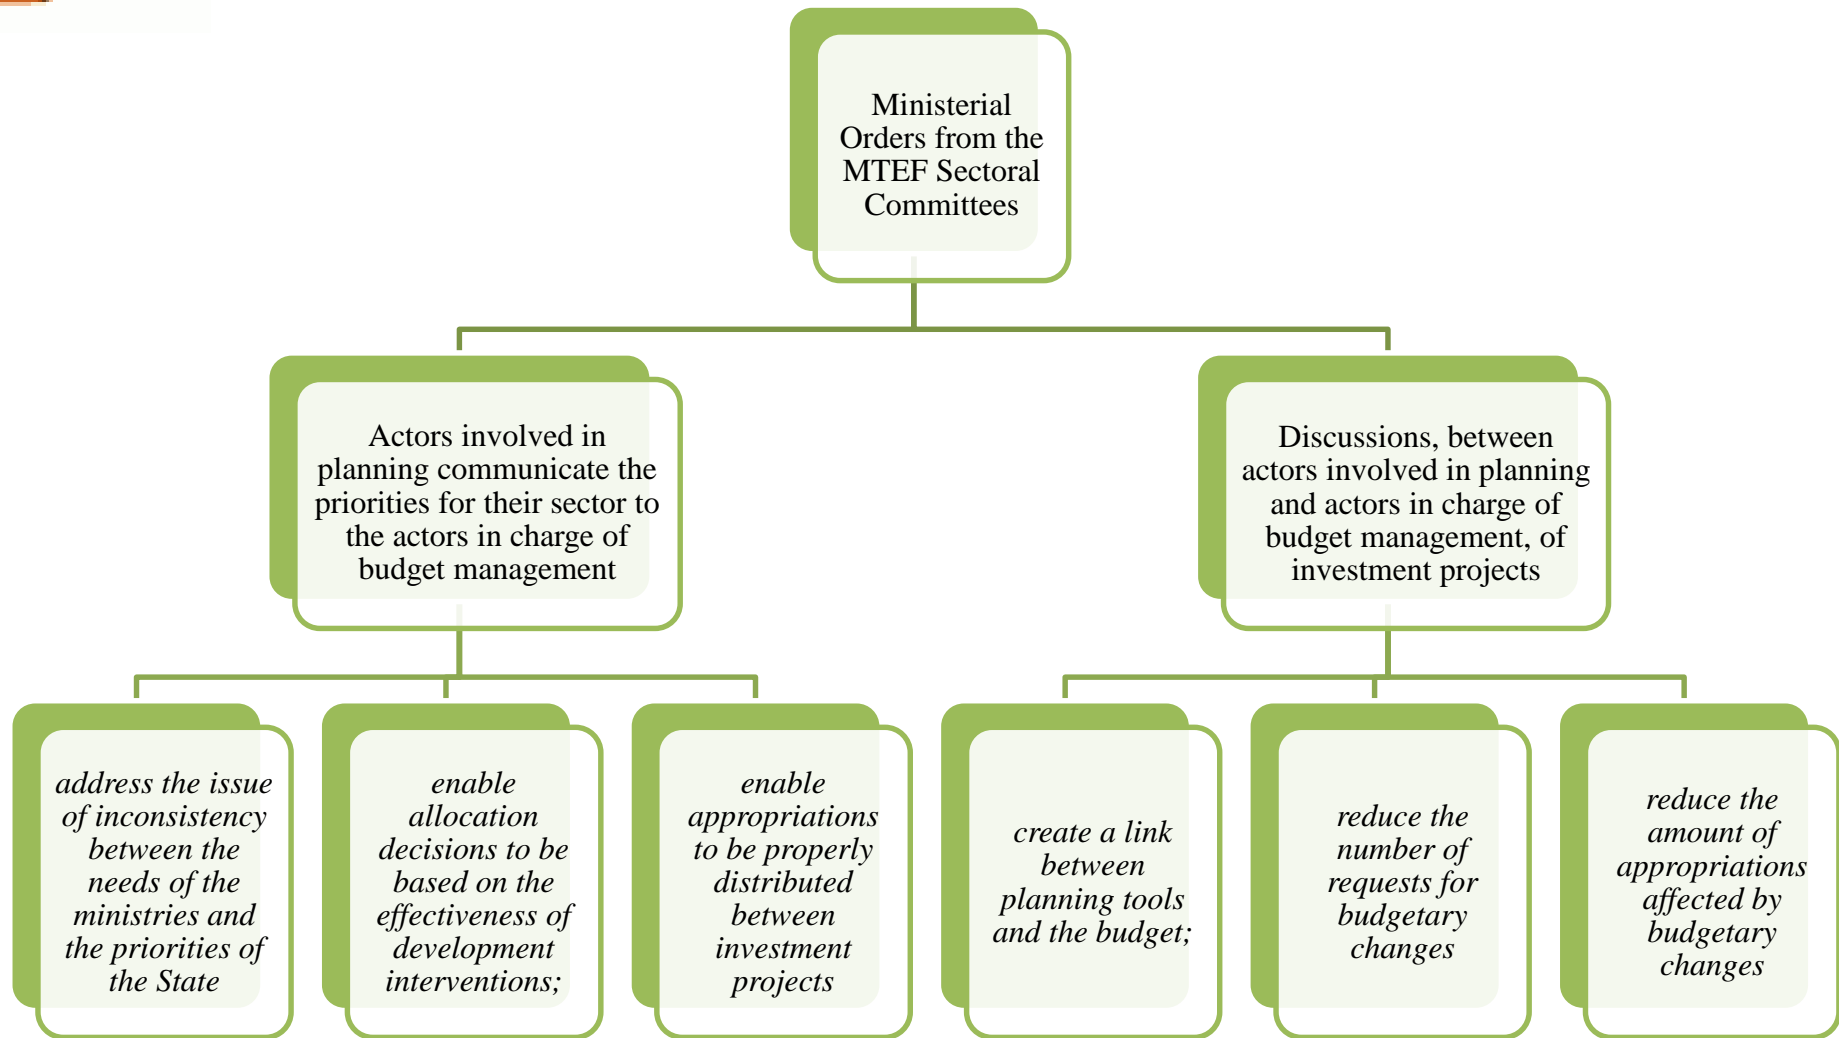 Ministerial
Orders from the
MTEF Sectoral
Committees
Actors involved in
planning communicate the
priorities for their sector to
the actors in charge of
budget management
Discussions, between
actors involved in planning
and actors in charge of
budget management, of
investment projects
address the issue
of inconsistency
between the
needs of the
ministries and
the priorities of
the State
enable
allocation
decisions to be
based on the
effectiveness of
development
interventions;
enable
appropriations
to be properly
distributed
between
investment
projects
create a link
between
planning tools
and the budget;
reduce the
number of
requests for
budgetary
changes
reduce the
amount of
appropriations
affected by
budgetary
changes